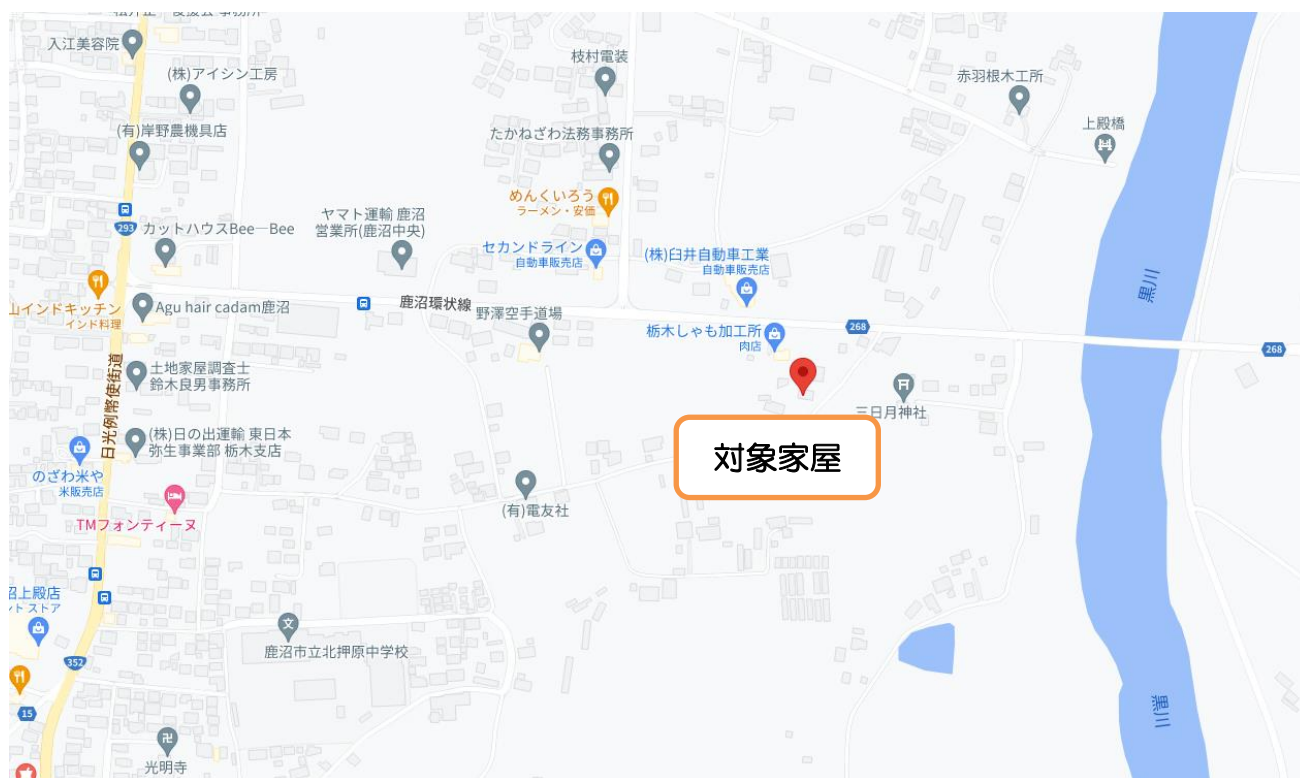 入江美容院
(株)アイシン工房
(有)岸野農機具店
枝村電装
たかねざわ法務事務所
赤羽根木工所
上殿橋
めんくいろう
ラーメン・安価
293
カットハウスBee―Bee
ヤマト運輸 鹿沼
営業所(鹿沼中央)
セカンドライン
自動車販売店
(株)臼井自動車工業
自動車販売店
黒川
山インドキッチン
インド料理
Agu hair cadam鹿沼
鹿沼環状線
野澤空手道場
栃木しゃも加工所
肉店
268
268
日光例幣使街道
土地家屋調査士
鈴木良男事務所
三日月神社
対象家屋
(株)日の出運輸 東日本
弥生事業部 栃木支店
のざわ米や
米販売店
TMフォンティーヌ
(有)電友社
沼上殿店
ント ストア
文
鹿沼市立北押原中学校
352
15
黒川
光明寺